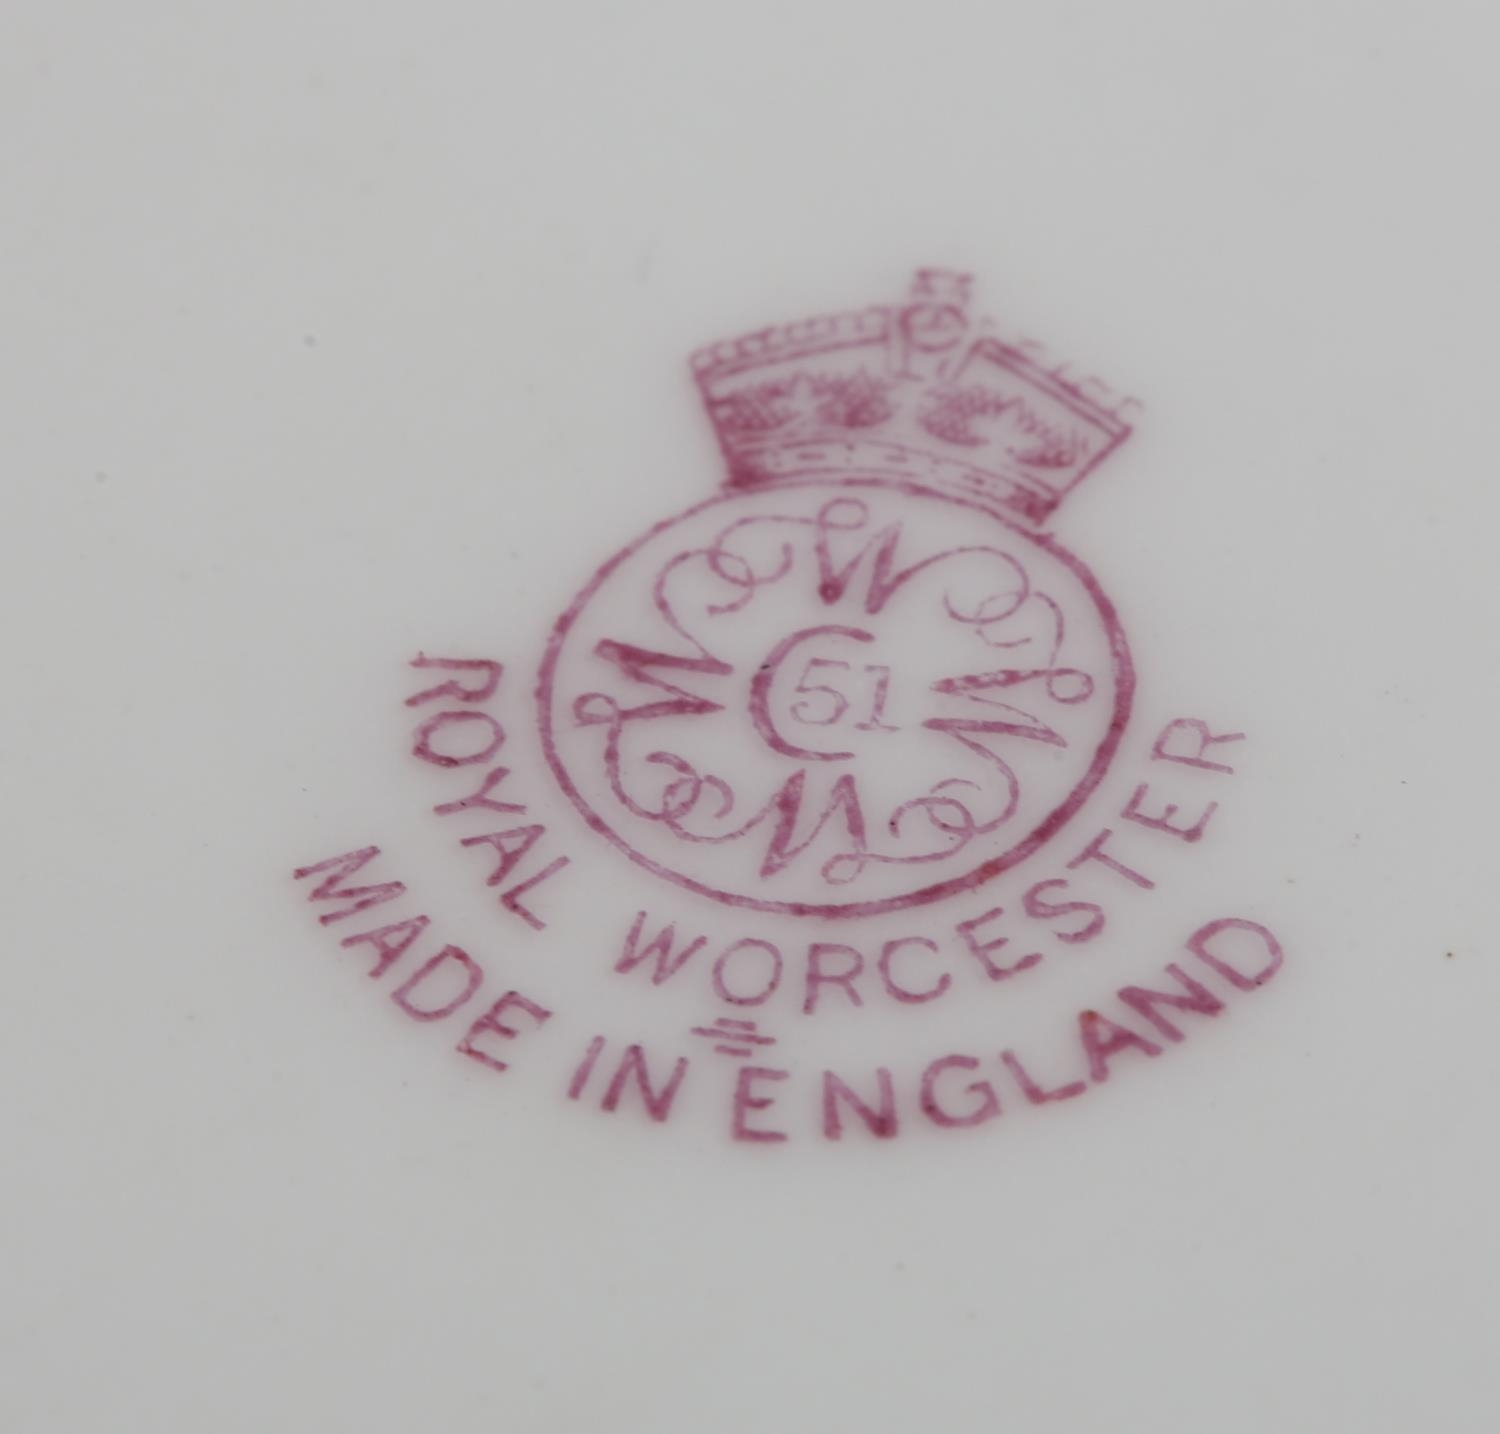 W W W W
C 51
ROYAL WORCESTER
MADE IN ENGLAND